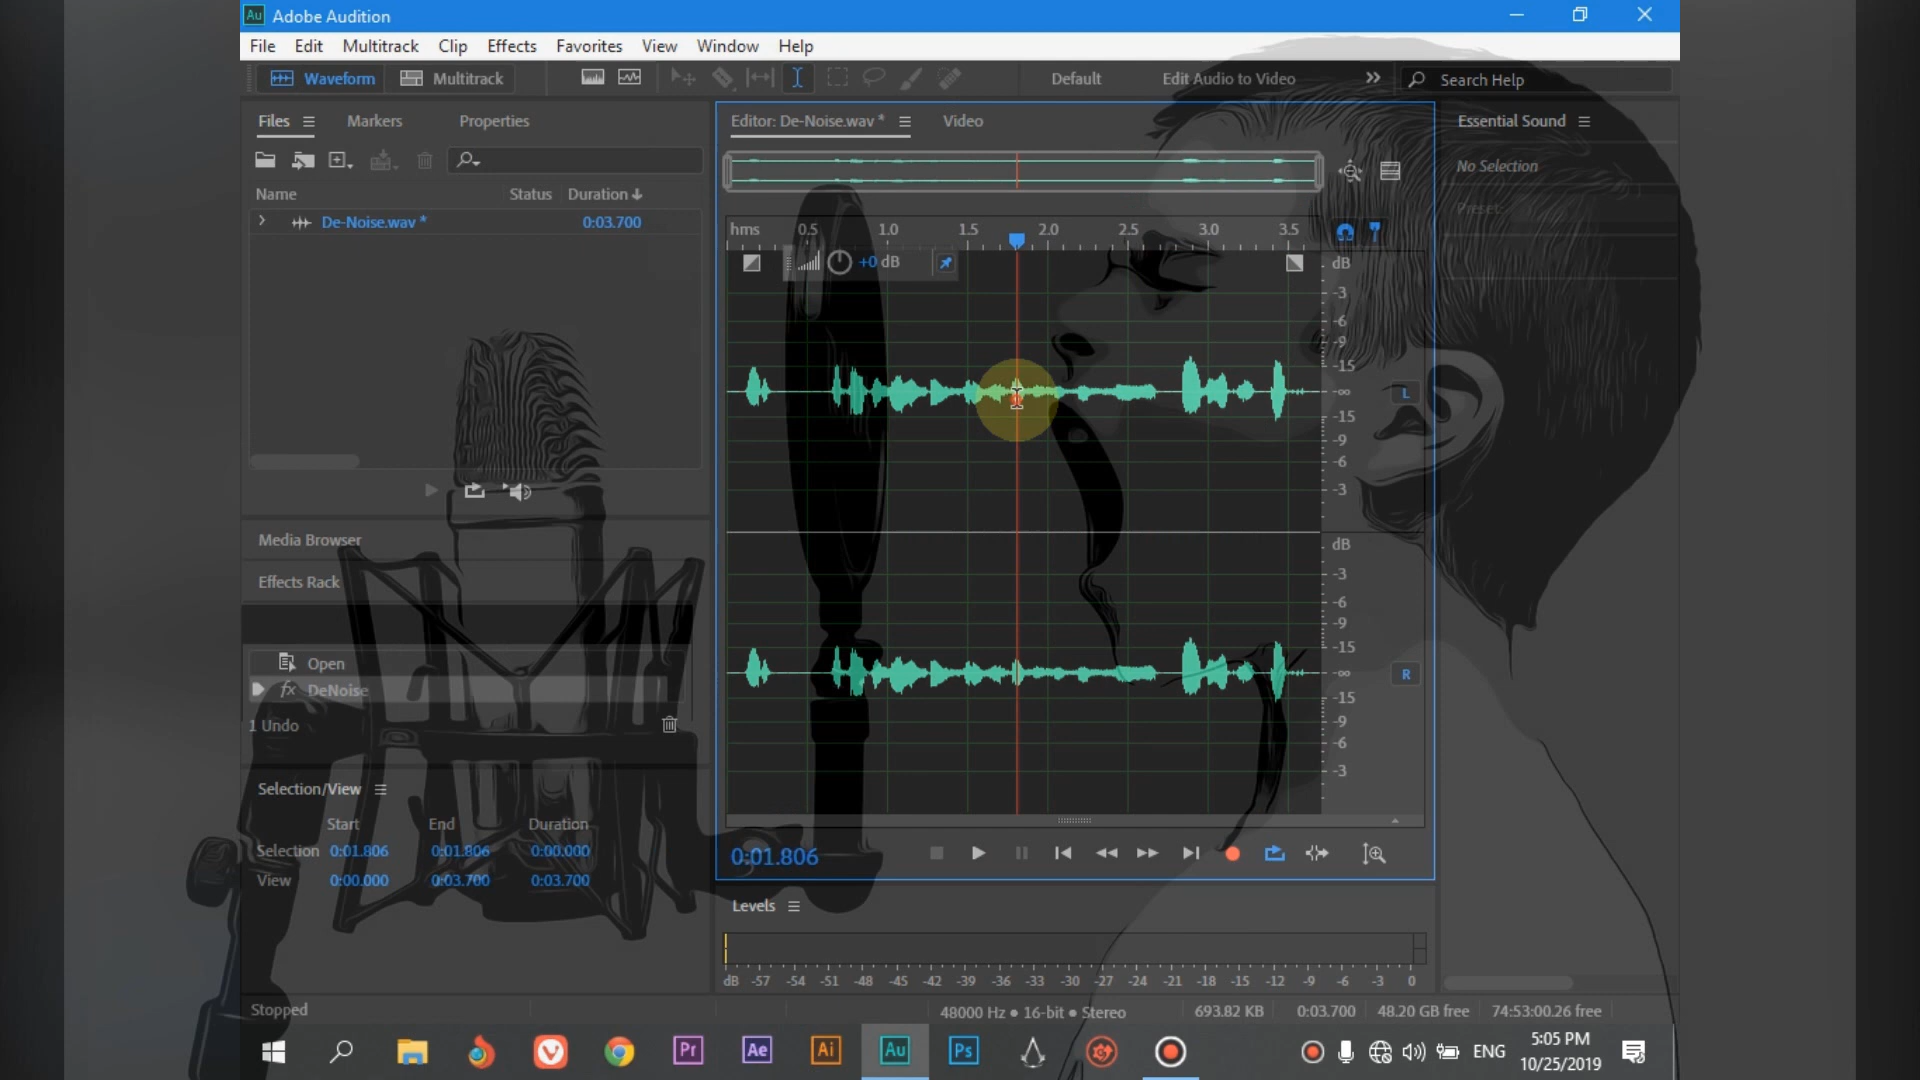 Au Adobe Audition
File Edit Multitrack Clip Effects Favorites View Window Help
Waveform Multitrack Default Edit Audio to Video Search Help
Files Markers Properties
Name Status Duration
De-Noise.wav * 0:03.700
Media Browser
Effects Rack
Open
fx DeNoise
1 Undo
Selection/View
Start End Duration
Selection 0:01.806 0:01.806 0:00.000
View 0:00.000 0:03.700 0:03.700
Editor: De-Noise.wav * Video
hms 0.5 1.0 1.5 2.0 2.5 3.0 3.5
+0 dB
dB
-3
-6
-9
-15
-∞
-15
-9
-6
-3
L
dB
-3
-6
-9
-15
-∞
-15
-9
-6
-3
R
0:01.806
Levels
dB -57 -54 -51 -48 -45 -42 -39 -36 -33 -30 -27 -24 -21 -18 -15 -12 -9 -6 -3 0
Essential Sound
No Selection
Preset:
Stopped 48000 Hz ● 16-bit ● Stereo 693.82 KB 0:03.700 48.20 GB free 74:53:00.26 free
Pr Ae Ai Au Ps ENG
5:05 PM
10/25/2019